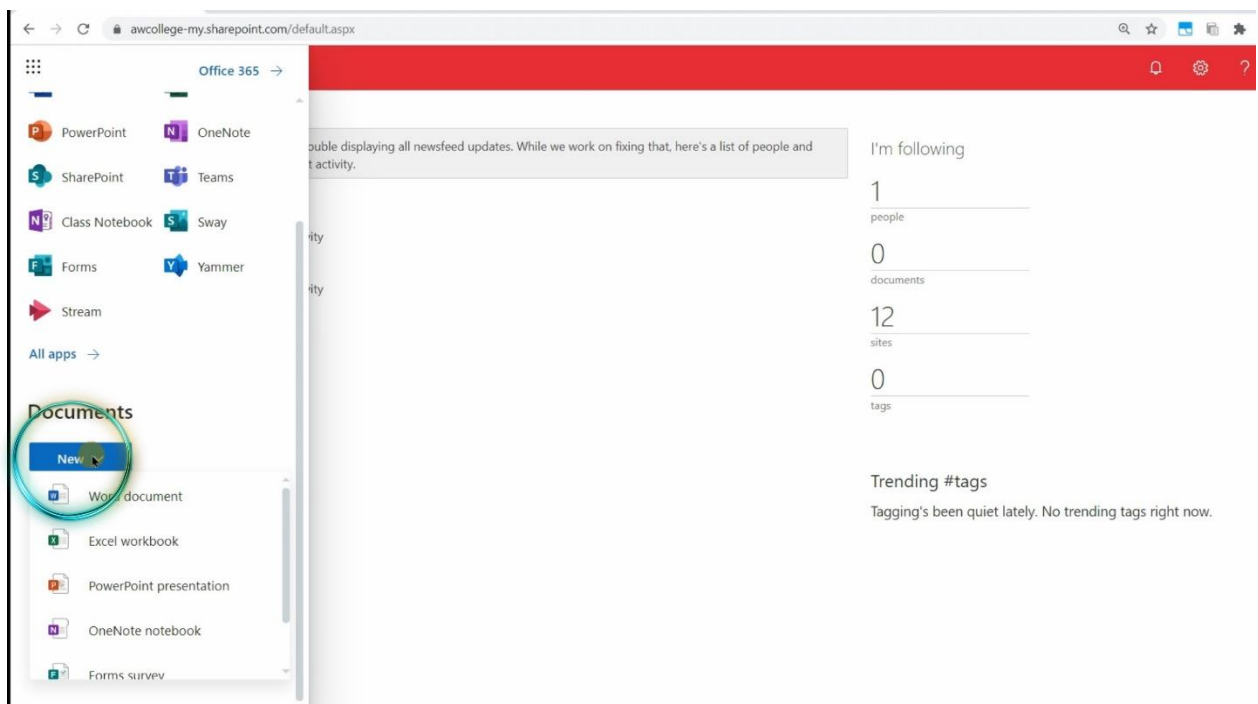 awcollege-my.sharepoint.com/default.aspx
Office 365 →
PowerPoint
OneNote
SharePoint
Teams
Class Notebook
Sway
Forms
Yammer
Stream
All apps →
Documents
New
Word document
Excel workbook
PowerPoint presentation
OneNote notebook
Forms survey
ouble displaying all newsfeed updates. While we work on fixing that, here's a list of people and
t activity.
vity
vity
I'm following
1
people
0
documents
12
sites
0
tags
Trending #tags
Tagging's been quiet lately. No trending tags right now.